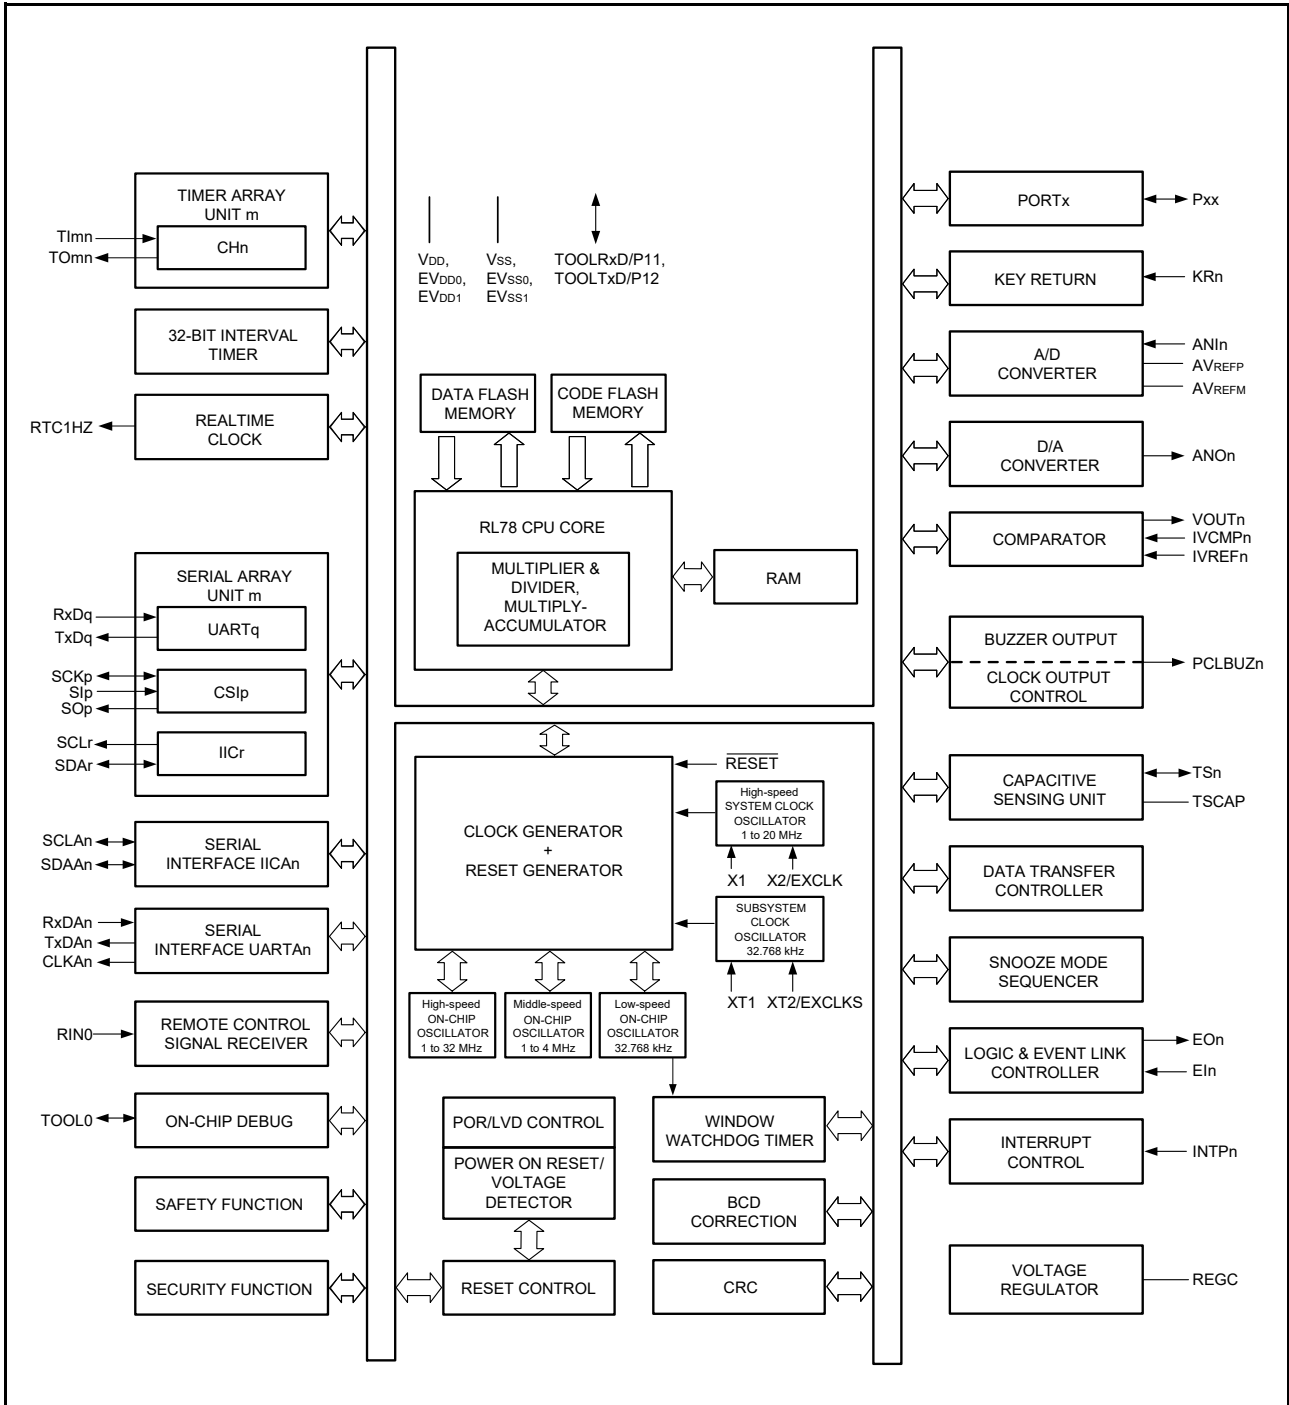 TIMER ARRAY
UNIT m
TImn
TOmn
CHn
32-BIT INTERVAL
TIMER
RTC1HZ
REALTIME
CLOCK
SERIAL ARRAY
UNIT m
RxDq
TxDq
UARTq
SCKp
SIp
SOp
CSIp
SCLr
SDAr
IICr
SCLAn
SDAAn
SERIAL
INTERFACE IICAn
RxDAn
TxDAn
CLKAn
SERIAL
INTERFACE UARTAn
RIN0
REMOTE CONTROL
SIGNAL RECEIVER
TOOL0
ON-CHIP DEBUG
SAFETY FUNCTION
SECURITY FUNCTION
VDD,
EVDD0,
EVDD1
VSS,
EVSS0,
EVSS1
TOOLRxD/P11,
TOOLTxD/P12
DATA FLASH
MEMORY
CODE FLASH
MEMORY
RL78 CPU CORE
MULTIPLIER &
DIVIDER,
MULTIPLY-
ACCUMULATOR
RAM
CLOCK GENERATOR
+
RESET GENERATOR
RESET
High-speed
SYSTEM CLOCK
OSCILLATOR
1 to 20 MHz
X1
X2/EXCLK
SUBSYSTEM
CLOCK
OSCILLATOR
32.768 kHz
XT1
XT2/EXCLKS
High-speed
ON-CHIP
OSCILLATOR
1 to 32 MHz
Middle-speed
ON-CHIP
OSCILLATOR
1 to 4 MHz
Low-speed
ON-CHIP
OSCILLATOR
32.768 kHz
POR/LVD CONTROL
POWER ON RESET/
VOLTAGE
DETECTOR
RESET CONTROL
WINDOW
WATCHDOG TIMER
BCD
CORRECTION
CRC
PORTx
Pxx
KEY RETURN
KRn
A/D
CONVERTER
ANIn
AVREFP
AVREFM
D/A
CONVERTER
ANOn
COMPARATOR
VOUTn
IVCMPn
IVREFn
BUZZER OUTPUT
CLOCK OUTPUT
CONTROL
PCLBUZn
CAPACITIVE
SENSING UNIT
TSn
TSCAP
DATA TRANSFER
CONTROLLER
SNOOZE MODE
SEQUENCER
LOGIC & EVENT LINK
CONTROLLER
EOn
EIn
INTERRUPT
CONTROL
INTPn
VOLTAGE
REGULATOR
REGC